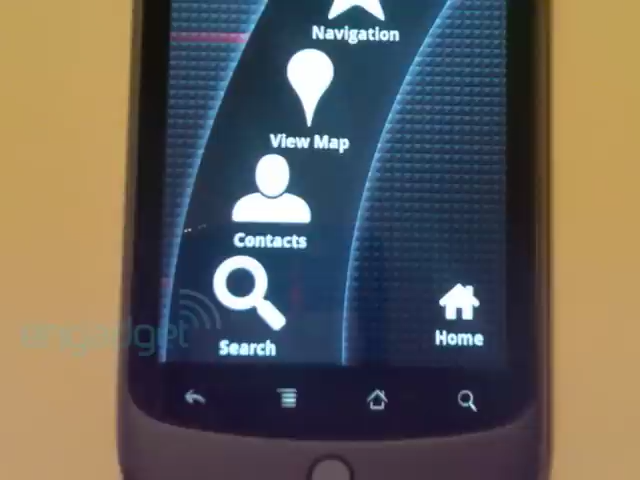 Navigation
View Map
Contacts
Search
Home
engadget